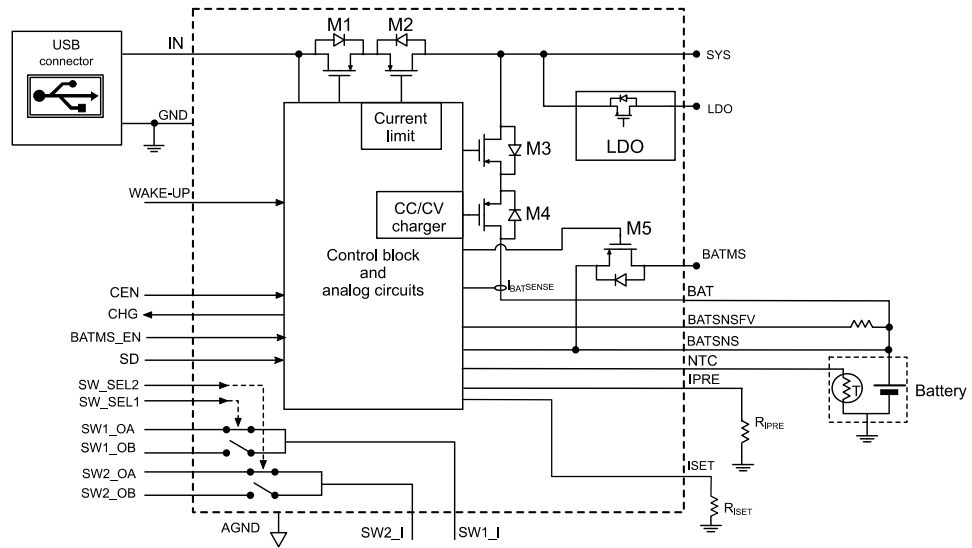 M1 M2
USB
connector
IN
SYS
GND
Current
limit
LDO
LDO
M3
WAKE-UP
CC/CV
charger
M4
M5
Control block
and
analog circuits
BATMS
IBATSENSE
CEN
BAT
CHG
BATSNSFV
BATMS_EN
BATSNS
SD
NTC
SW_SEL2
IPRE
T
Battery
SW_SEL1
SW1_OA
RIPRE
SW1_OB
SW2_OA
ISET
SW2_OB
RISET
AGND
SW2_I SW1_I